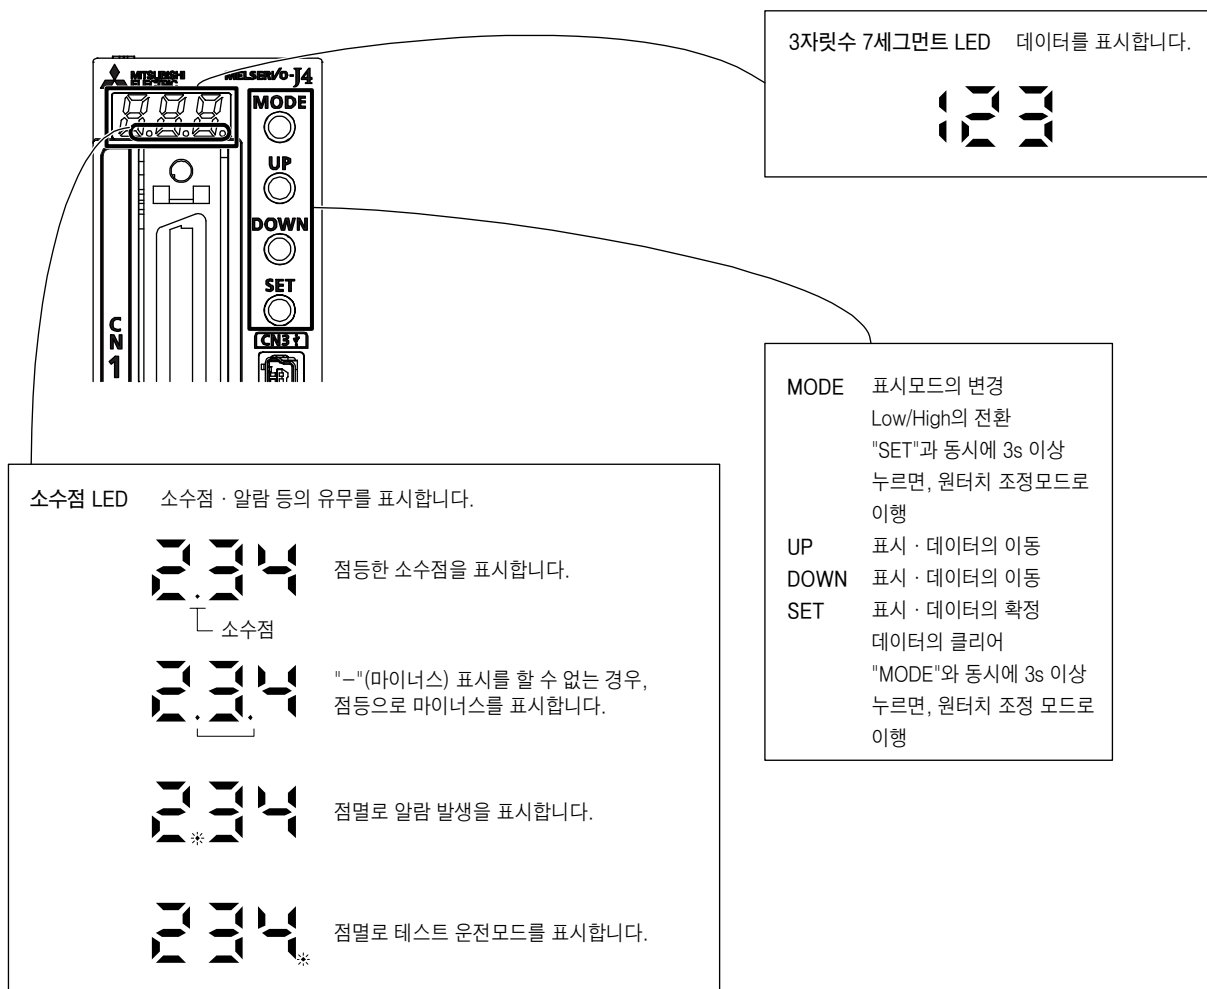 3자릿수 7세그먼트 LED 데이터를 표시합니다.
123
MITSUBISHI
ELECTRIC
MELSERVO-J4
MODE
UP
DOWN
SET
CN3
CN1
MODE 표시모드의 변경
Low/High의 전환
"SET"과 동시에 3s 이상
누르면, 원터치 조정모드로
이행
UP 표시 · 데이터의 이동
DOWN 표시 · 데이터의 이동
SET 표시 · 데이터의 확정
데이터의 클리어
"MODE"와 동시에 3s 이상
누르면, 원터치 조정 모드로
이행
소수점 LED 소수점 · 알람 등의 유무를 표시합니다.
2.34 점등한 소수점을 표시합니다.
소수점
2.3.4 "−"(마이너스) 표시를 할 수 없는 경우,
점등으로 마이너스를 표시합니다.
234 점멸로 알람 발생을 표시합니다.
234 점멸로 테스트 운전모드를 표시합니다.